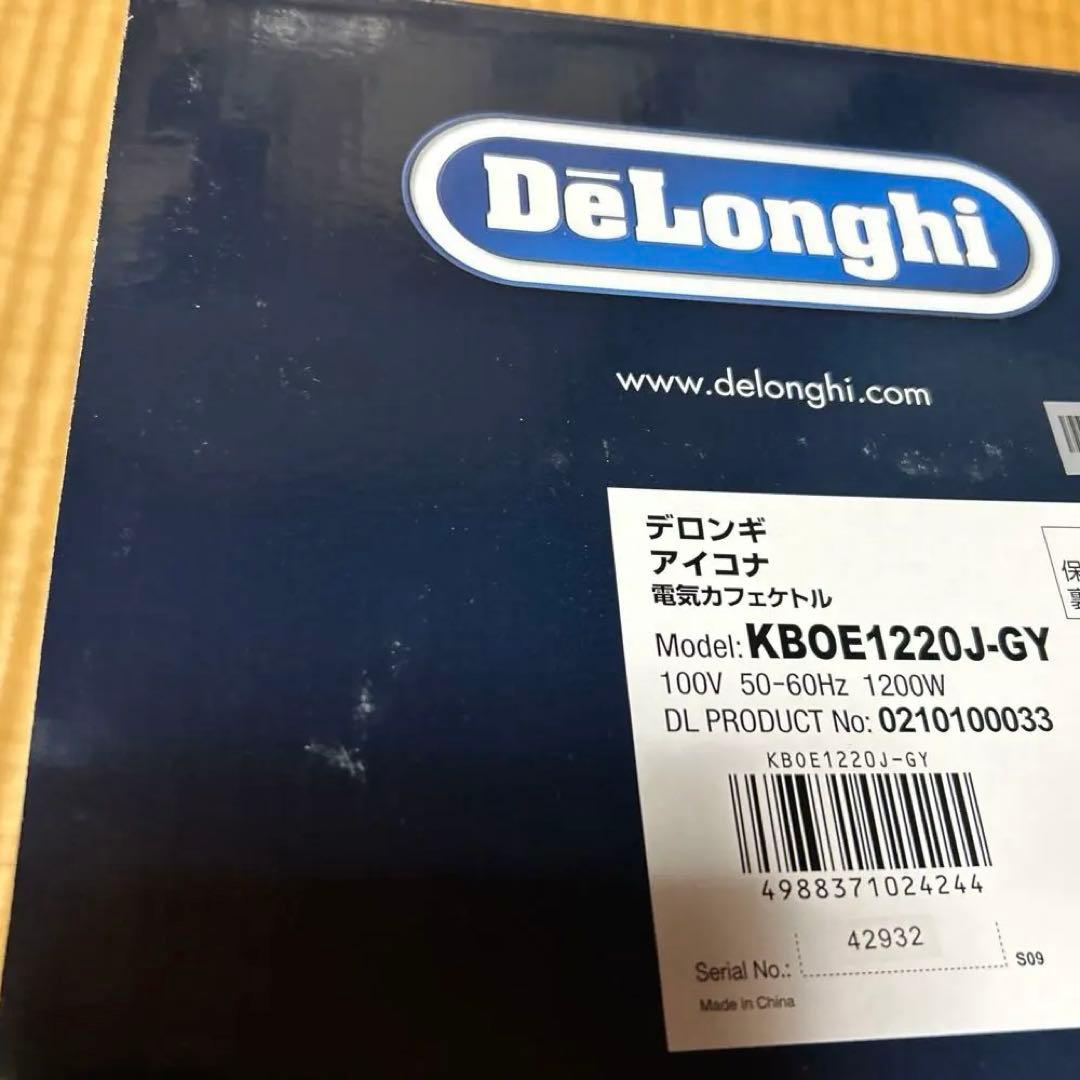 DēLonghi
www.delonghi.com
デロンギ
アイコナ
電気カフェケトル
Model: KBOE1220J-GY
100V 50-60Hz 1200W
DL PRODUCT No: 0210100033
KBOE1220J-GY
4988371024244
42932
Serial No.:
S09
Made in China